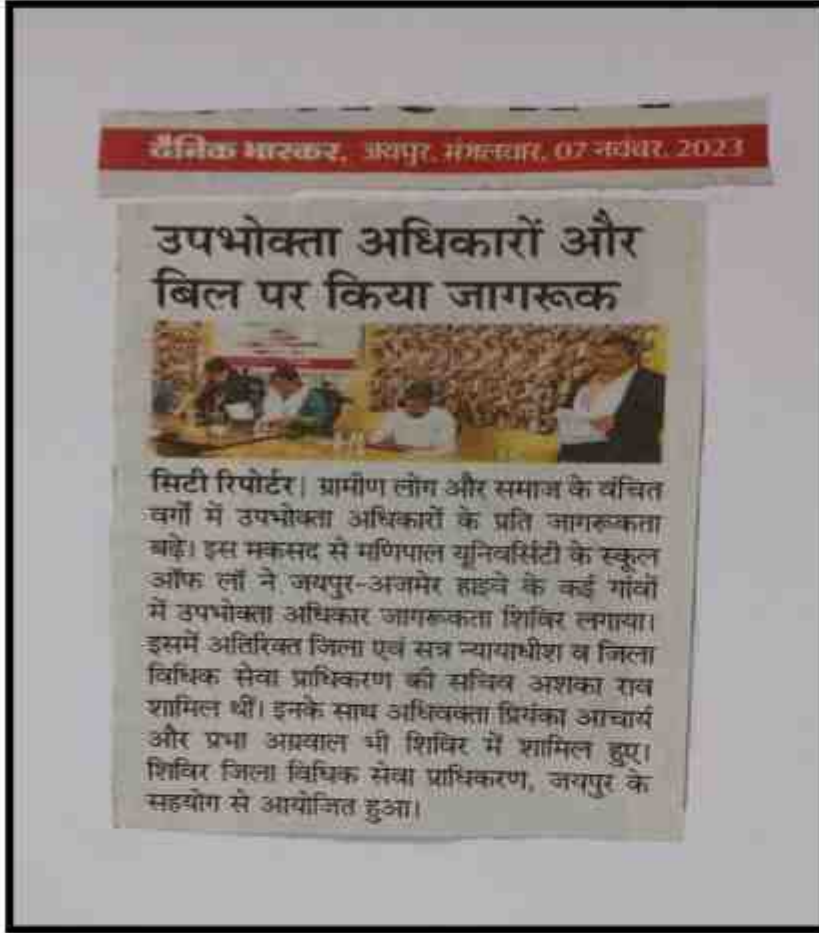 दैनिक भास्कर, जयपुर, मंगलवार, 07 नवंबर, 2023
उपभोक्ता अधिकारों और
बिल पर किया जागरूक
सिटी रिपोर्टर| ग्रामीण लोग और समाज के वंचित
वर्गों में उपभोक्ता अधिकारों के प्रति जागरूकता
बढ़े। इस मकसद से मणिपाल यूनिवर्सिटी के स्कूल
ऑफ लॉ ने जयपुर-अजमेर हाइवे के कई गांवों
में उपभोक्ता अधिकार जागरूकता शिविर लगाया।
इसमें अतिरिक्त जिला एवं सत्र न्यायाधीश व जिला
विधिक सेवा प्राधिकरण की सचिव अशका राव
शामिल थीं। इनके साथ अधिवक्ता प्रियंका आचार्य
और प्रभा अग्रवाल भी शिविर में शामिल हुए।
शिविर जिला विधिक सेवा प्राधिकरण, जयपुर के
सहयोग से आयोजित हुआ।